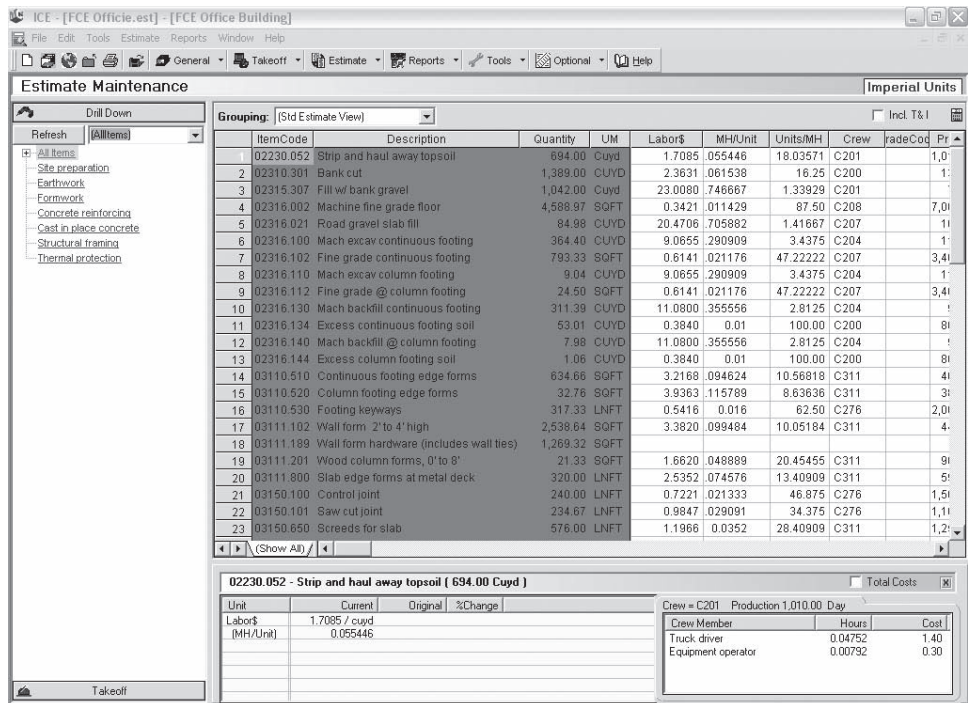 ICE - [FCE Officie.est] - [FCE Office Building]
File Edit Tools Estimate Reports Window Help
General Takeoff Estimate Reports Tools Optional Help
Estimate Maintenance Imperial Units
Drill Down
Refresh (AllItems)
All Items
Site preparation
Earthwork
Formwork
Concrete reinforcing
Cast in place concrete
Structural framing
Thermal protection
Takeoff
Grouping: (Std Estimate View) Incl. T&I
ItemCode Description Quantity UM Labor$ MH/Unit Units/MH Crew radeCod Pr
1 02230.052 Strip and haul away topsoil 694.00 Cuyd 1.7085 .055446 18.03571 C201 1,0
2 02310.301 Bank cut 1,389.00 CUYD 2.3631 .061538 16.25 C200
3 02315.307 Fill w/ bank gravel 1,042.00 Cuyd 23.0080 .746667 1.33929 C201
4 02316.002 Machine fine grade floor 4,588.97 SQFT 0.3421 .011429 87.50 C208 7,0
5 02316.021 Road gravel slab fill 84.98 CUYD 20.4706 .705882 1.41667 C207
6 02316.100 Mach excav continuous footing 364.40 CUYD 9.0655 .290909 3.4375 C204
7 02316.102 Fine grade continuous footing 793.33 SQFT 0.6141 .021176 47.22222 C207 3,4
8 02316.110 Mach excav column footing 9.04 CUYD 9.0655 .290909 3.4375 C204
9 02316.112 Fine grade @ column footing 24.50 SQFT 0.6141 .021176 47.22222 C207 3,4
10 02316.130 Mach backfill continuous footing 311.39 CUYD 11.0800 .355556 2.8125 C204
11 02316.134 Excess continuous footing soil 53.01 CUYD 0.3840 0.01 100.00 C200 8
12 02316.140 Mach backfill @ column footing 7.98 CUYD 11.0800 .355556 2.8125 C204
13 02316.144 Excess column footing soil 1.06 CUYD 0.3840 0.01 100.00 C200 8
14 03110.510 Continuous footing edge forms 634.66 SQFT 3.2168 .094624 10.56818 C311 4
15 03110.520 Column footing edge forms 32.76 SQFT 3.9363 .115789 8.63636 C311 3
16 03110.530 Footing keyways 317.33 LNFT 0.5416 0.016 62.50 C276 2,0
17 03111.102 Wall form 2' to 4' high 2,538.64 SQFT 3.3820 .099484 10.05184 C311 4
18 03111.189 Wall form hardware (includes wall ties) 1,269.32 SQFT
19 03111.201 Wood column forms, 0' to 8' 21.33 SQFT 1.6620 .048889 20.45455 C311 9
20 03111.800 Slab edge forms at metal deck 320.00 LNFT 2.5352 .074576 13.40909 C311 5
21 03150.100 Control joint 240.00 LNFT 0.7221 .021333 46.875 C276 1,5
22 03150.101 Saw cut joint 234.67 LNFT 0.9847 .029091 34.375 C276 1,1
23 03150.650 Screeds for slab 576.00 LNFT 1.1966 0.0352 28.40909 C311 1,2
(Show All)
02230.052 - Strip and haul away topsoil ( 694.00 Cuyd ) Total Costs
Unit Current Original %Change
Labor$ 1.7085 / cuyd
(MH/Unit) 0.055446
Crew = C201 Production 1,010.00 Day
Crew Member Hours Cost
Truck driver 0.04752 1.40
Equipment operator 0.00792 0.30